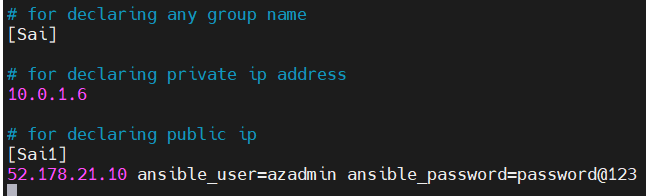 # for declaring any group name
[Sai]
# for declaring private ip address
10.0.1.6
# for declaring public ip
[Sai1]
52.178.21.10 ansible_user=azadmin ansible_password=password@123